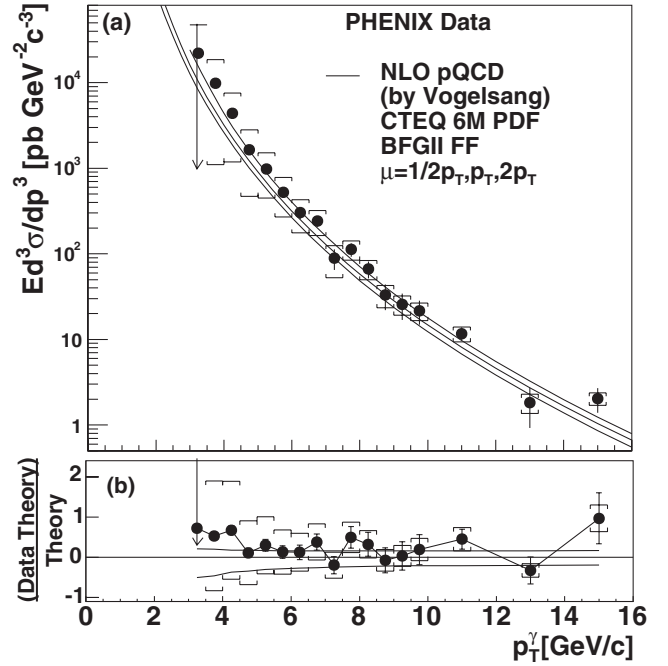 (a)
PHENIX Data
NLO pQCD
(by Vogelsang)
CTEQ 6M PDF
BFGII FF
μ=1/2p_T,p_T,2p_T
Ed³σ/dp³ [pb GeV⁻²c⁻³]
10⁴
10³
10²
10
1
(b)
(Data Theory)
Theory
2
1
0
-1
0 2 4 6 8 10 12 14 16
p_T^γ[GeV/c]